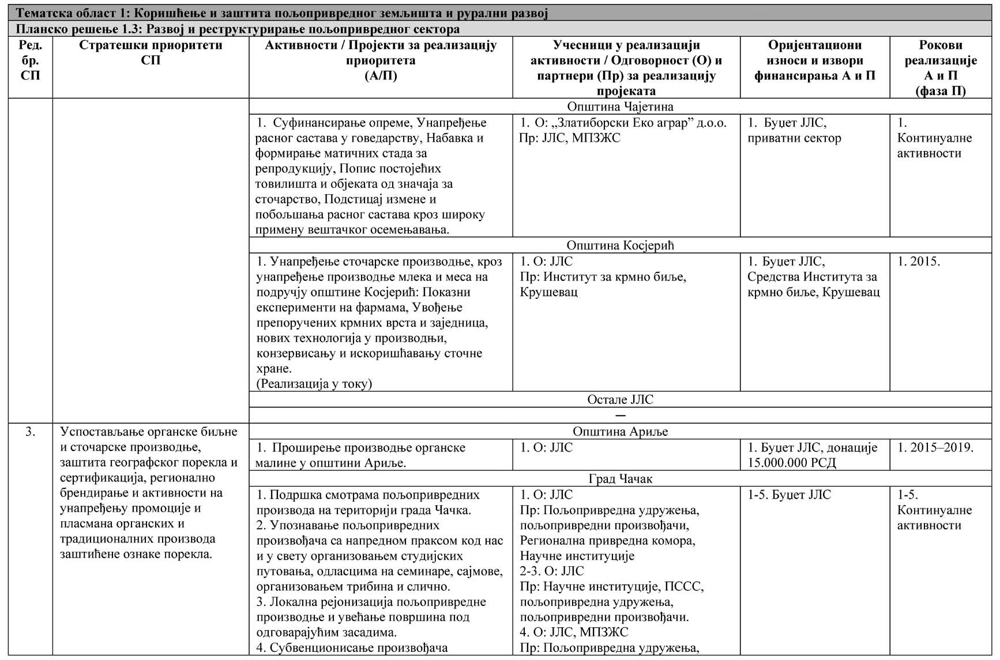 Тематска област 1: Коришћење и заштита пољопривредног земљишта и рурални развој
Планско решење 1.3: Развој и реструктурирање пољопривредног сектора
Ред.
бр.
СП
Стратешки приоритети
СП
Активности / Пројекти за реализацију
приоритета
(А/П)
Учесници у реализацији
активности / Одговорност (О) и
партнери (Пр) за реализацију
пројеката
Оријентациони
износи и извори
финансирања А и П
Рокови
реализације
А и П
(фаза П)
Општина Чајетина
1. Суфинансирање опреме, Унапређење
расног састава у говедарству, Набавка и
формирање матичних стада за
репродукцију, Попис постојећих
товилишта и објеката од значаја за
сточарство, Подстицај измене и
побољшања расног састава кроз широку
примену вештачког осемењавања.
1. О: „Златиборски Еко аграр” д.о.о.
Пр: ЈЛС, МПЗЖС
1. Буџет ЈЛС,
приватни сектор
1.
Континуалне
активности
Општина Косјерић
1. Унапређење сточарске производње, кроз
унапређење производње млека и меса на
подручју општине Косјерић: Показни
експерименти на фармама, Увођење
препоручених крмних врста и заједница,
нових технологија у производњи,
конзервисању и искоришћавању сточне
хране.
(Реализација у току)
1. О: ЈЛС
Пр: Институт за крмно биље,
Крушевац
1. Буџет ЈЛС,
Средства Института за
крмно биље, Крушевац
1. 2015.
Остале ЈЛС
—
3.
Успостављање органске биљне
и сточарске производње,
заштита географског порекла и
сертификација, регионално
брендирање и активности на
унапређењу промоције и
пласмана органских и
традиционалних производа
заштићене ознаке порекла.
Општина Ариље
1. Проширење производње органске
малине у општини Ариље.
1. О: ЈЛС
1. Буџет ЈЛС, донације
15.000.000 РСД
1. 2015–2019.
Град Чачак
1. Подршка смотрама пољопривредних
производа на територији града Чачка.
2. Упознавање пољопривредних
произвођача са напредном праксом код нас
и у свету организовањем студијских
путовања, одласцима на семинаре, сајмове,
организовањем трибина и слично.
3. Локална рејонизација пољопривредне
производње и увећање површина под
одговарајућим засадима.
4. Субвенционисање произвођача
1. О: ЈЛС
Пр: Пољопривредна удружења,
пољопривредни произвођачи,
Регионална привредна комора,
Научне институције
2-3. О: ЈЛС
Пр: Научне институције, ПССС,
пољопривредна удружења,
пољопривредни произвођачи.
4. О: ЈЛС, МПЗЖС
Пр: Пољопривредна удружења,
1-5. Буџет ЈЛС
1-5.
Континуалне
активности